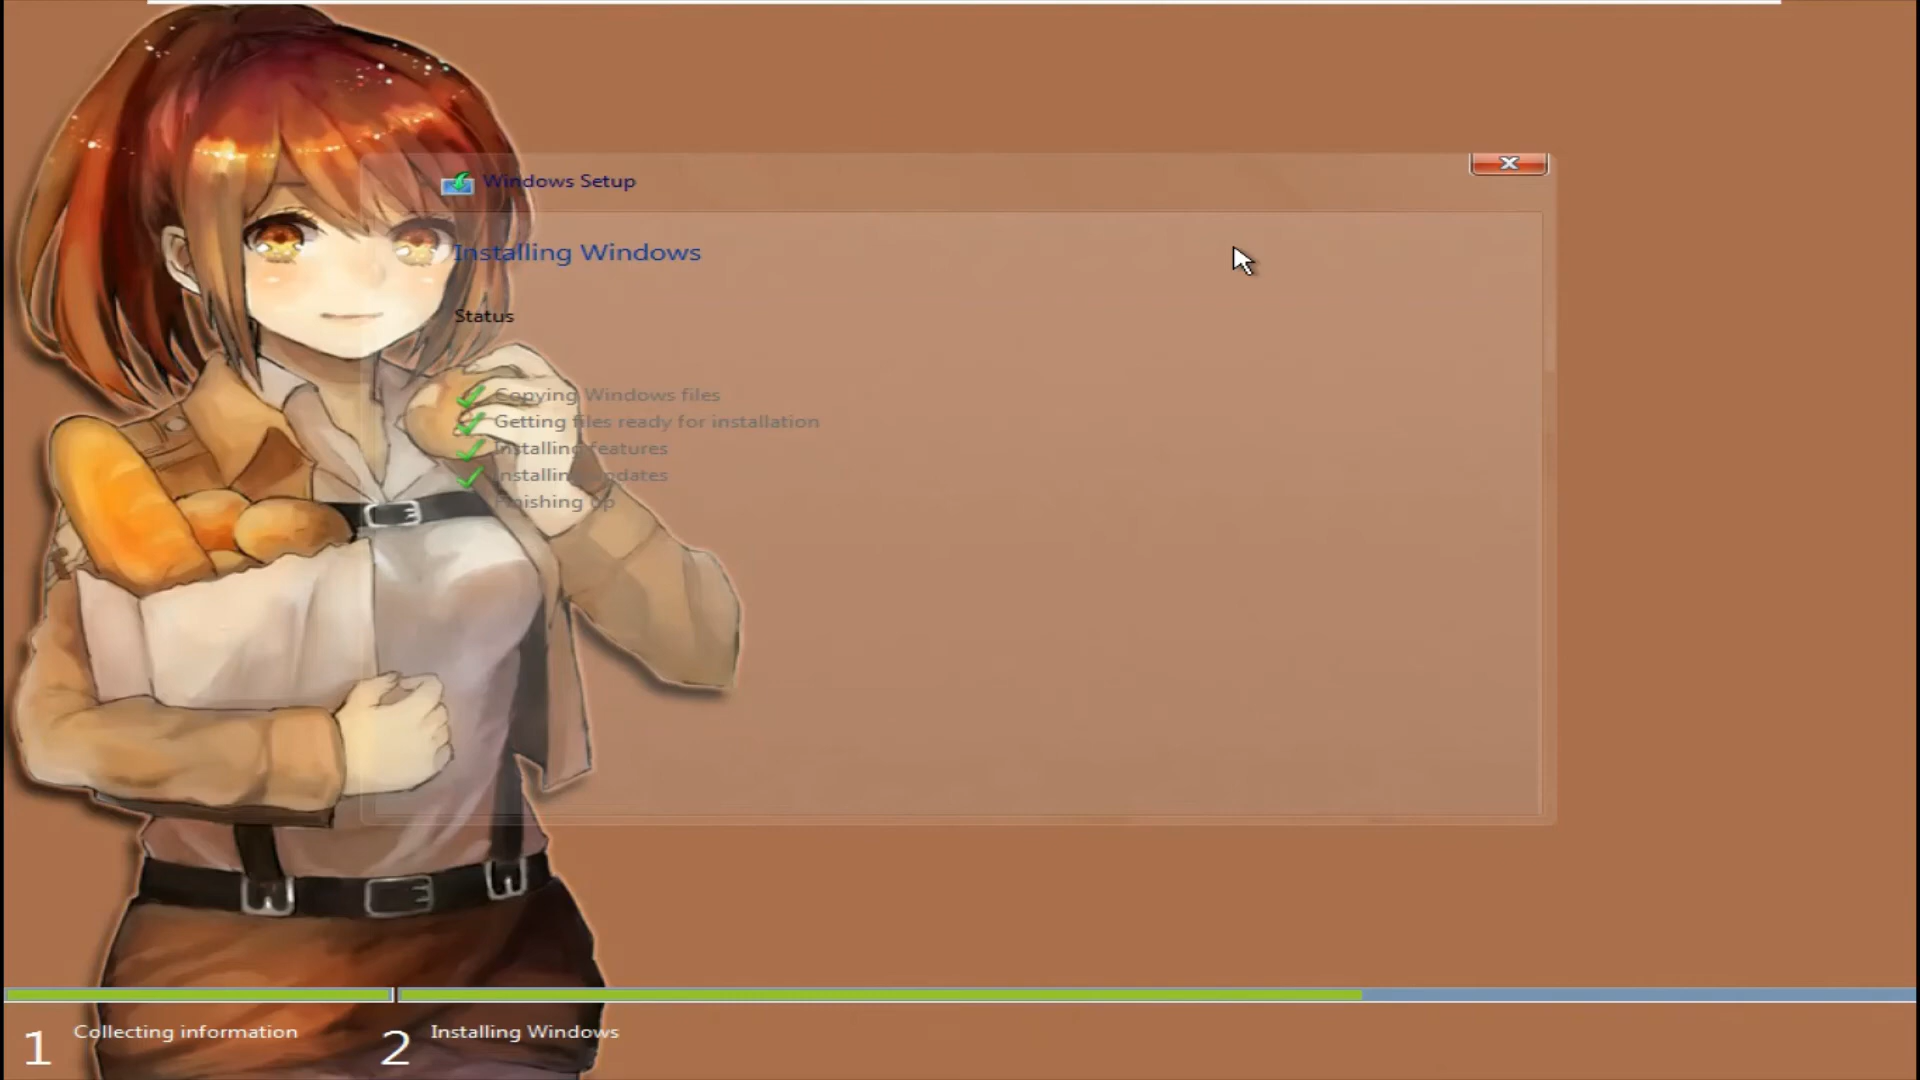 Windows Setup
Installing Windows
Status
Copying Windows files
Getting files ready for installation
Installing features
Installing updates
Finishing up
1 Collecting information
2 Installing Windows